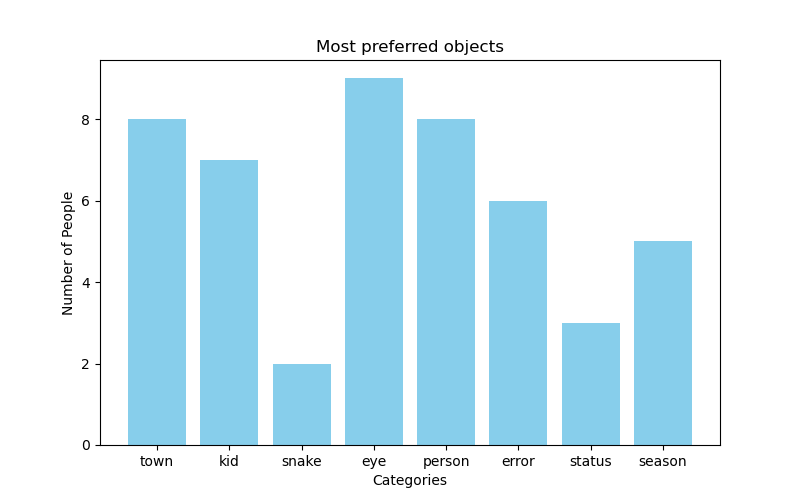 Most preferred objects
Number of People
8
6
4
2
0
town kid snake eye person error status season
Categories